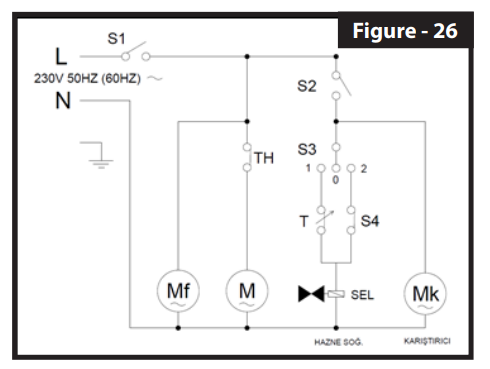 Figure - 26
S1
L
230V 50HZ (60HZ) ~
N
S2
S3
TH
1 2
0
T S4
Mf M SEL Mk
HAZNE SOĞ. KARIŞTIRICI